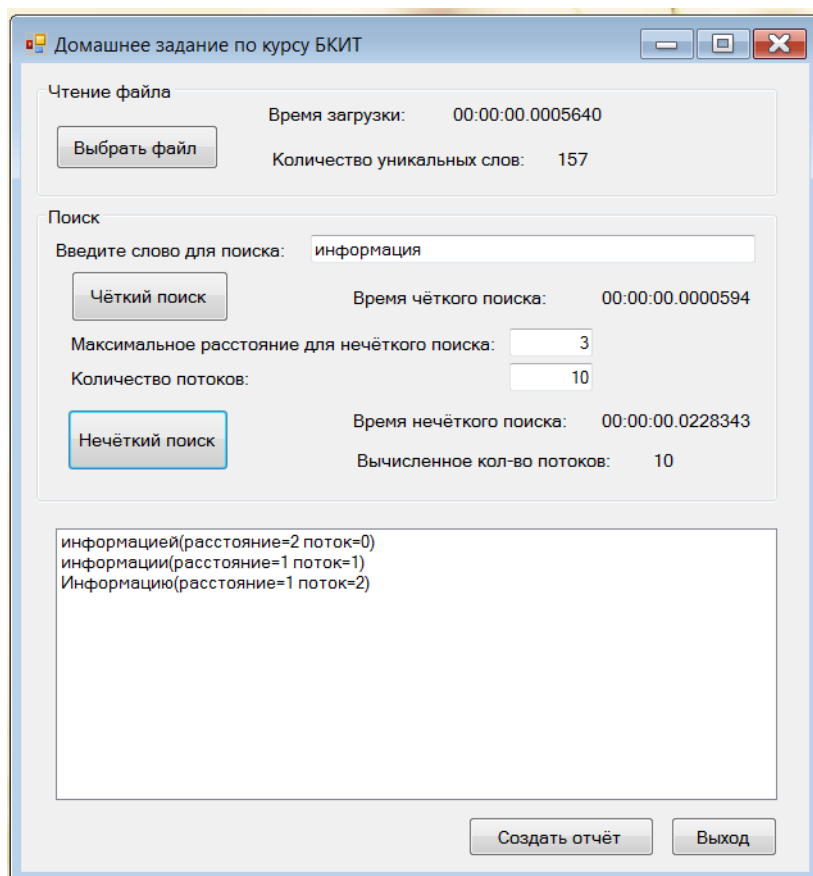 Домашнее задание по курсу БКИТ
Чтение файла
Время загрузки: 00:00:00.0005640
Выбрать файл
Количество уникальных слов: 157
Поиск
Введите слово для поиска: информация
Чёткий поиск
Время чёткого поиска: 00:00:00.0000594
Максимальное расстояние для нечёткого поиска: 3
Количество потоков: 10
Время нечёткого поиска: 00:00:00.0228343
Нечёткий поиск
Вычисленное кол-во потоков: 10
информацией(расстояние=2 поток=0)
информации(расстояние=1 поток=1)
Информацию(расстояние=1 поток=2)
Создать отчёт Выход